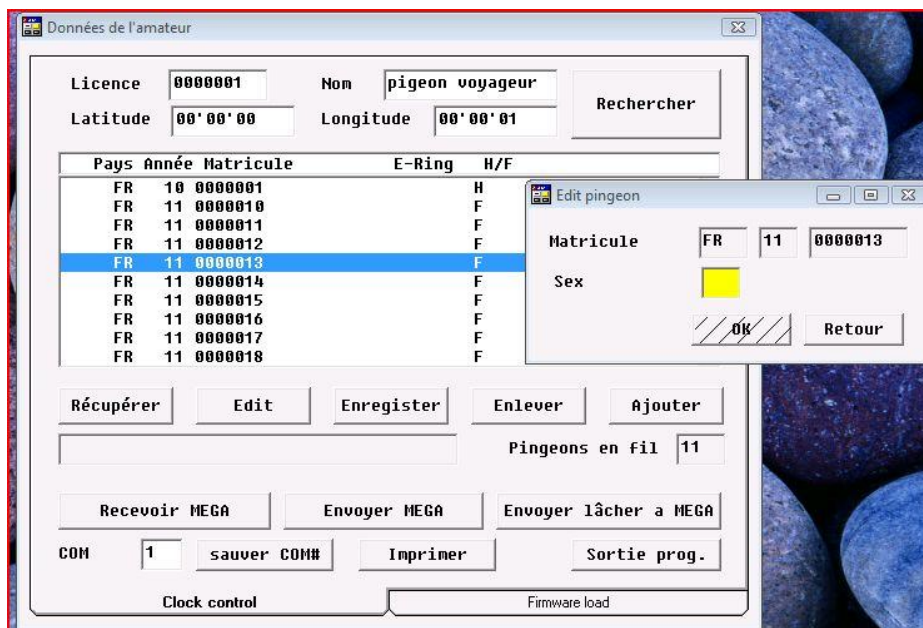 Données de l'amateur
Licence 0000001 Nom pigeon voyageur Rechercher
Latitude 00'00'00 Longitude 00'00'01
Pays Année Matricule E-Ring H/F
FR 10 0000001 H
FR 11 0000010 F
FR 11 0000011 F
FR 11 0000012 F
FR 11 0000013 F
FR 11 0000014 F
FR 11 0000015 F
FR 11 0000016 F
FR 11 0000017 F
FR 11 0000018 F
Edit pingeon
Matricule FR 11 0000013
Sex
OK Retour
Récupérer Edit Enregister Enlever Ajouter
Pingeons en fil 11
Recevoir MEGA Envoyer MEGA Envoyer lâcher a MEGA
COM 1 sauver COM# Imprimer Sortie prog.
Clock control Firmware load